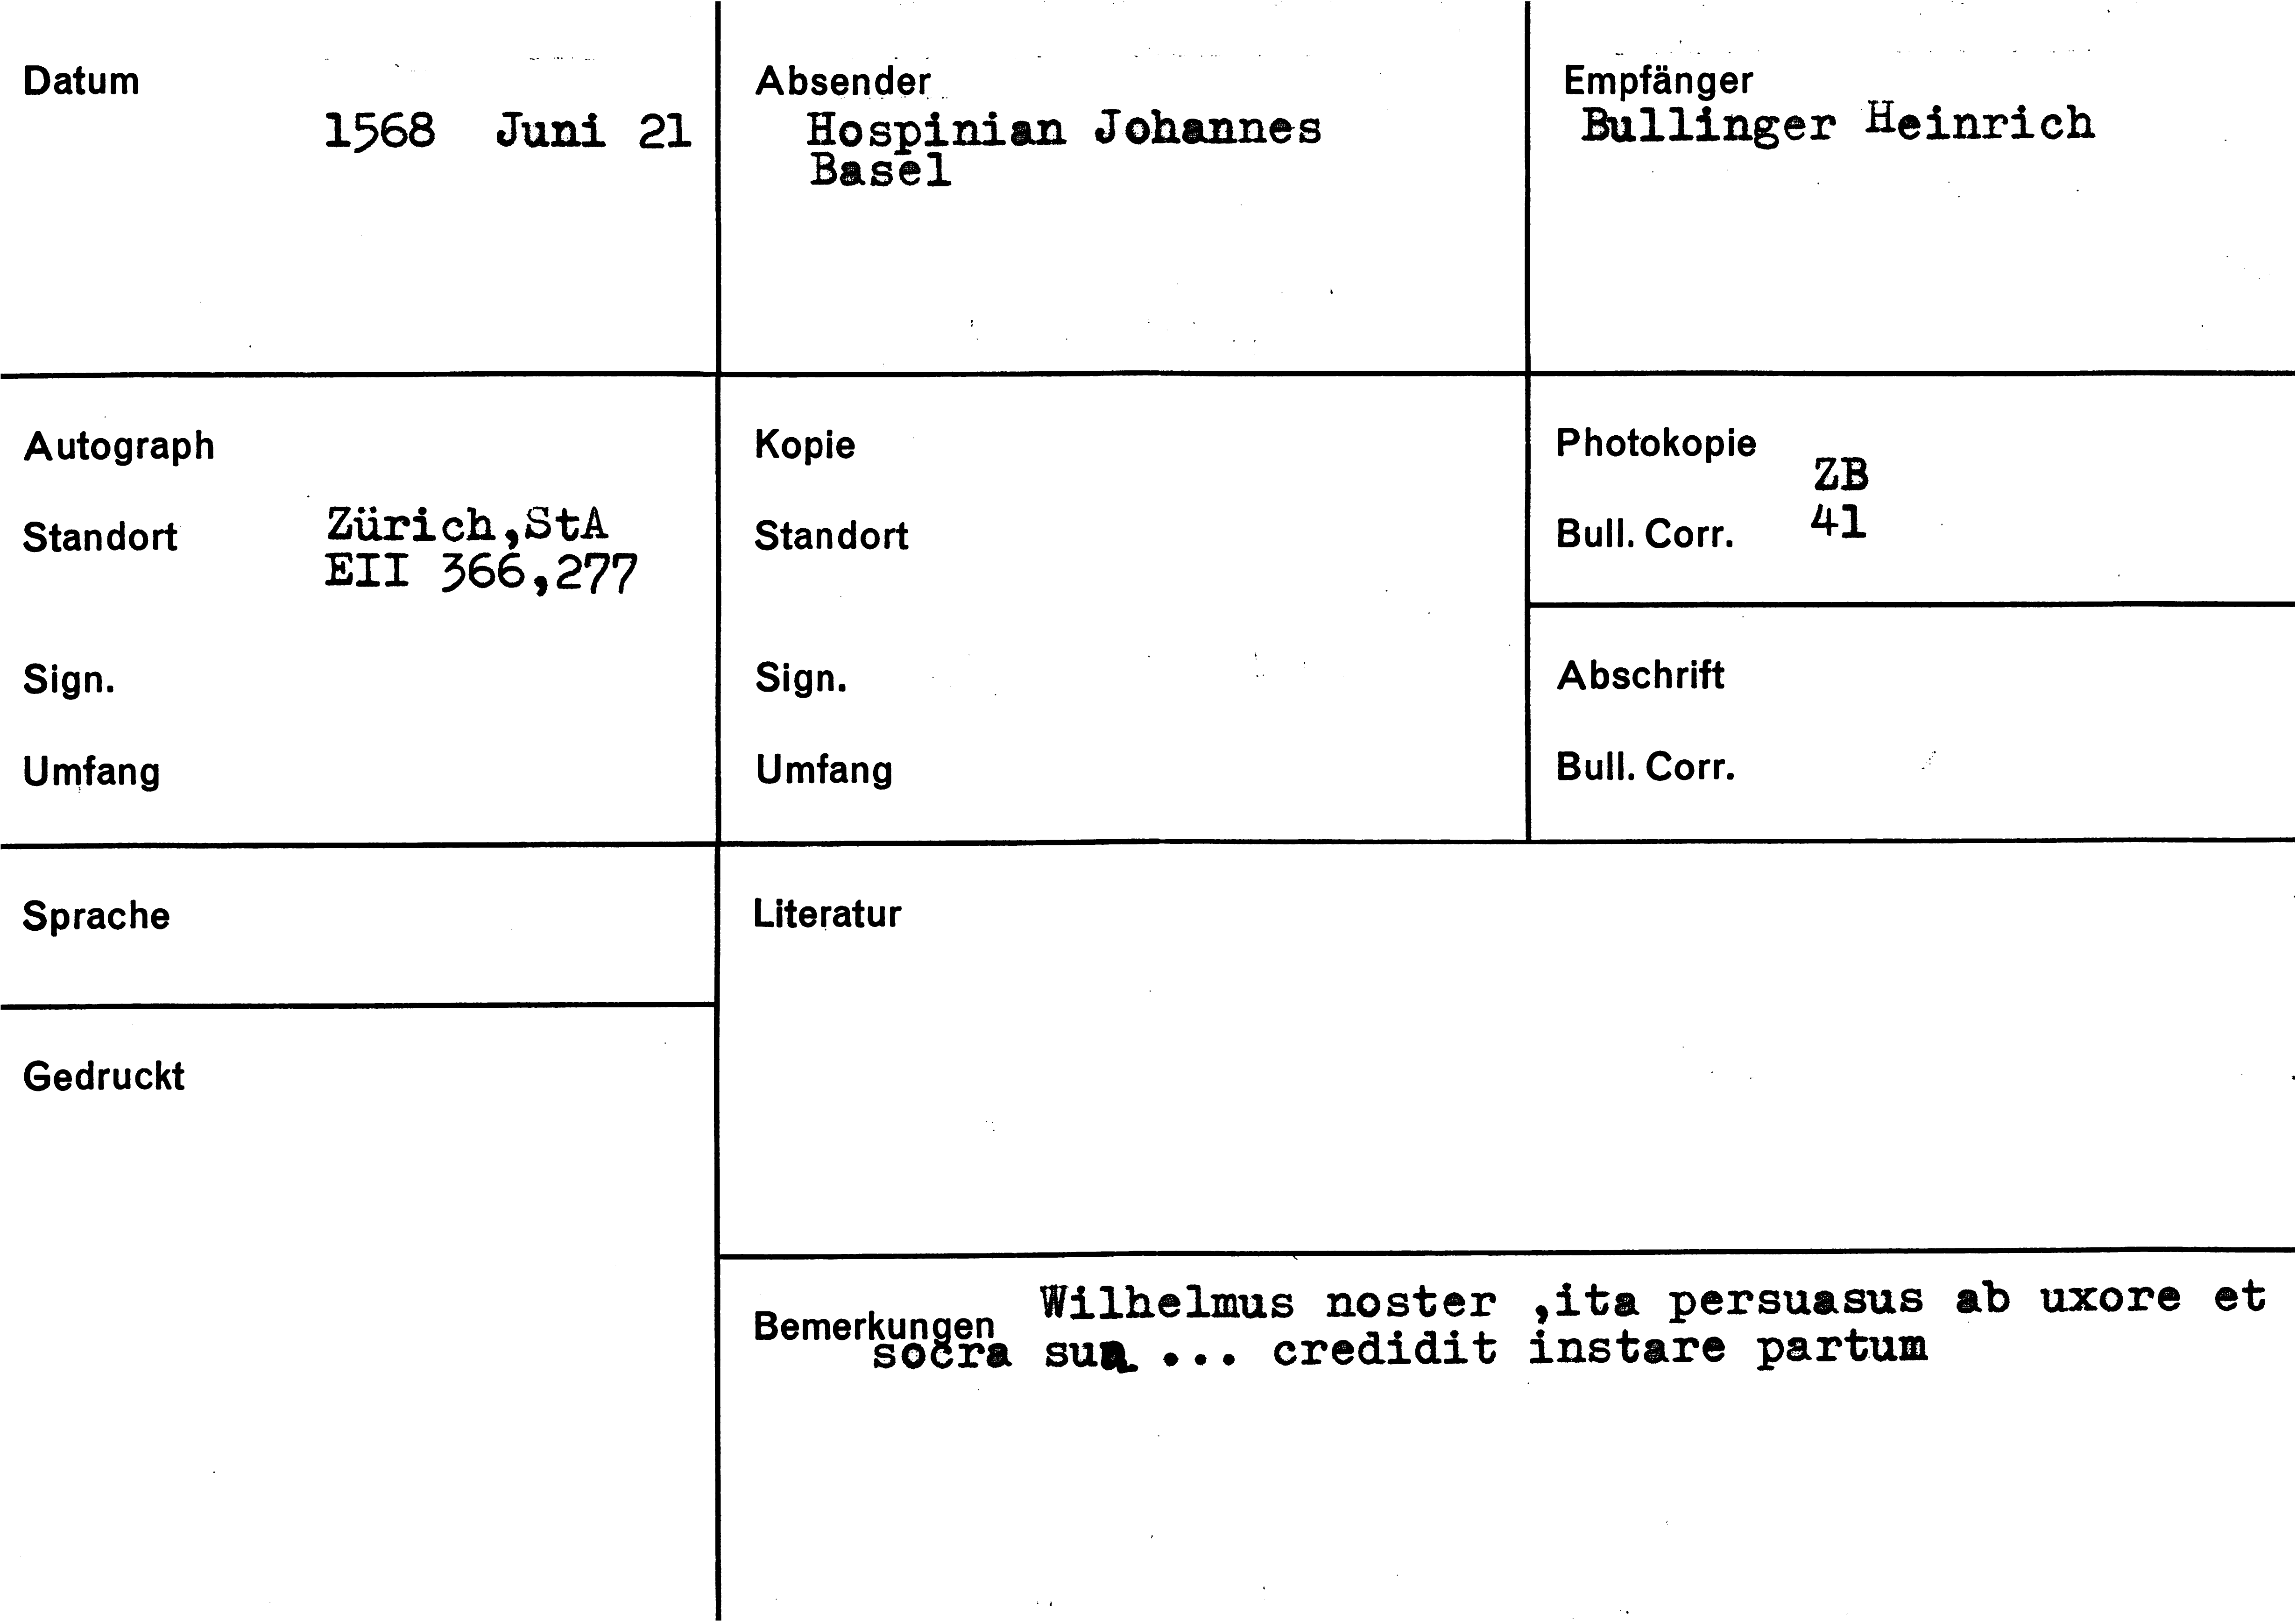 Datum
1568 Juni 21
Absender
Hospinian Johannes
Basel
Empfänger
Bullinger Heinrich
Autograph
Standort
Zürich,StA
EII 366,277
Sign.
Umfang
Kopie
Standort
Sign.
Umfang
Photokopie
ZB
Bull. Corr. 41
Abschrift
Bull. Corr.
Sprache
Gedruckt
Literatur
Bemerkungen
Wilhelmus noster ,ita persuasus ab uxore et
socra sua ... credidit instare partum